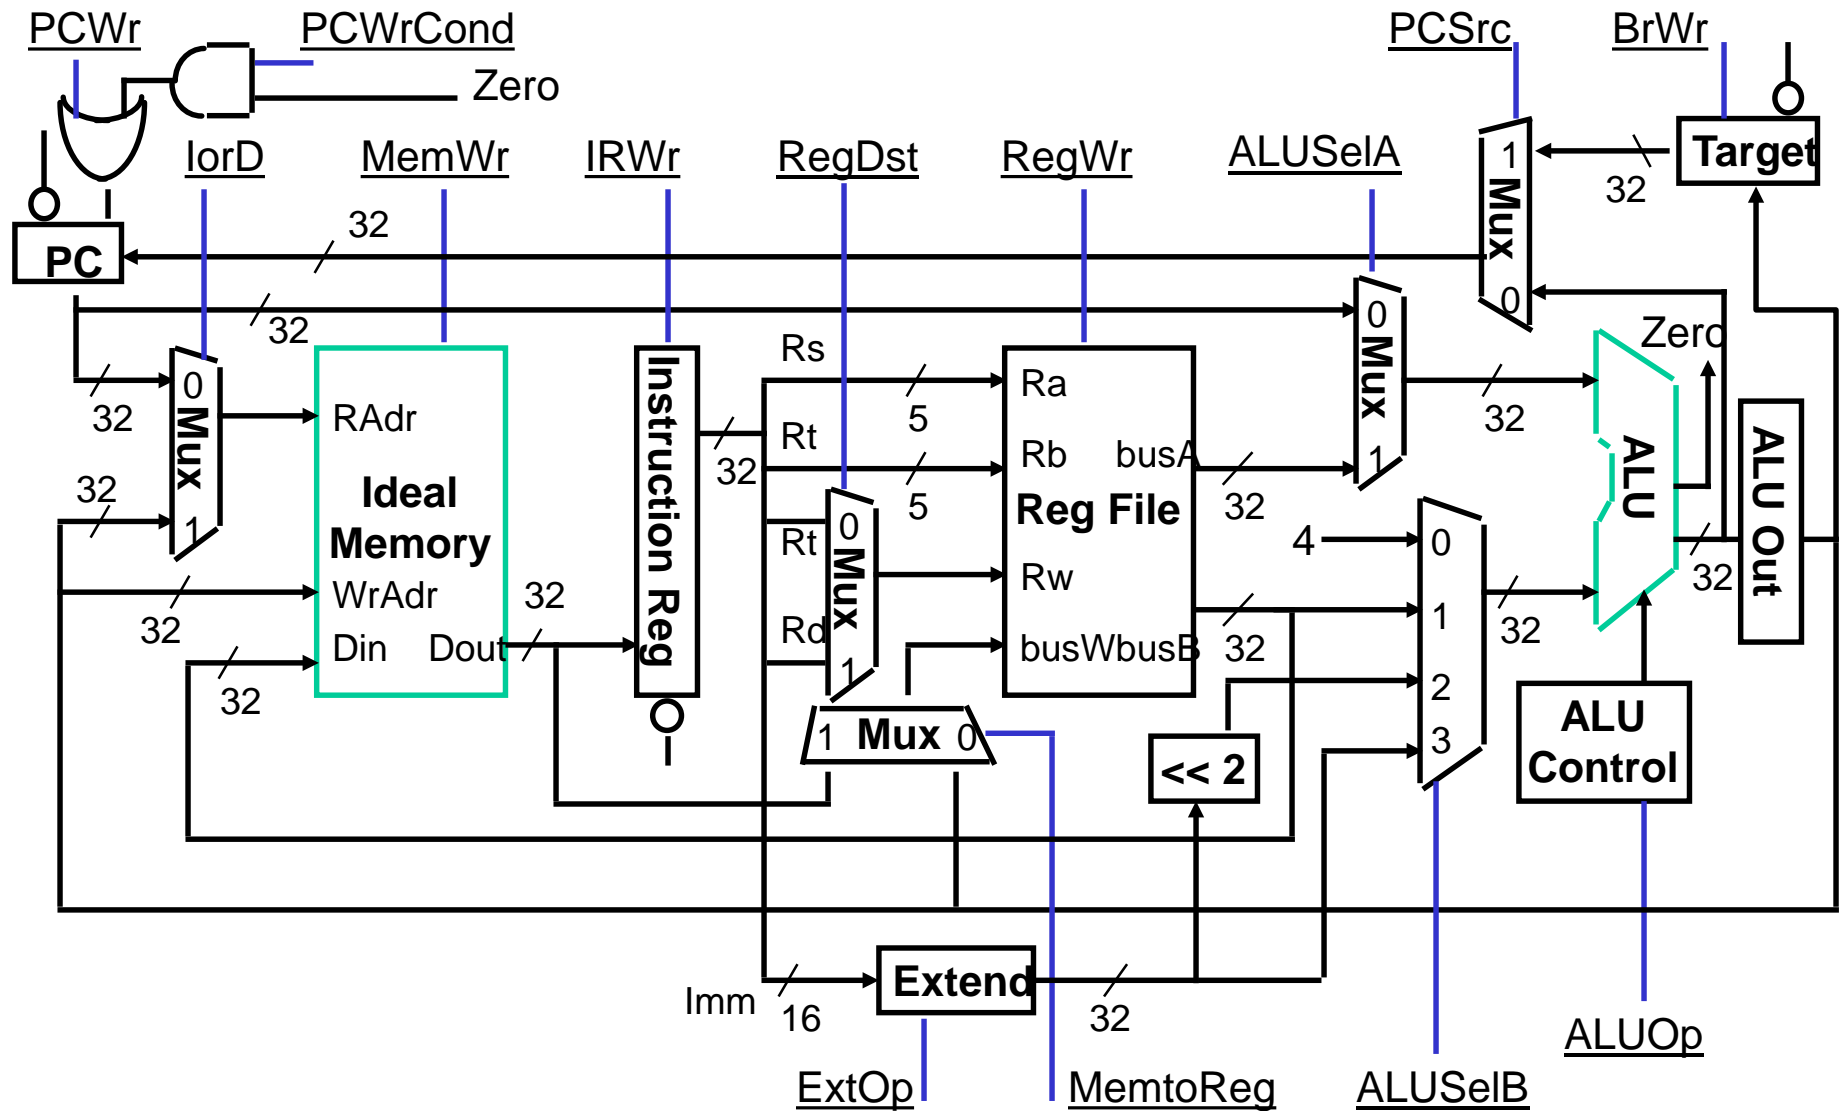 PCWr
PCWrCond
PCSrc
BrWr
Zero
IorD
MemWr
IRWr
RegDst
RegWr
ALUSelA
1
Mux
0
Target
32
PC
32
32
0
Mux
1
32
32
RAdr
Ideal
Memory
WrAdr
32
Din
Dout
32
32
Instruction Reg
32
Rs
5
Rt
5
Rt
Rd
0
Mux
1
Ra
Rb
busA
Reg File
Rw
busW
busB
32
32
0
Mux
1
32
4
0
1
2
3
32
Zero
ALU
32
ALU Out
ALU
Control
1
Mux
0
<< 2
Imm
16
Extend
32
ExtOp
MemtoReg
ALUSelB
ALUOp